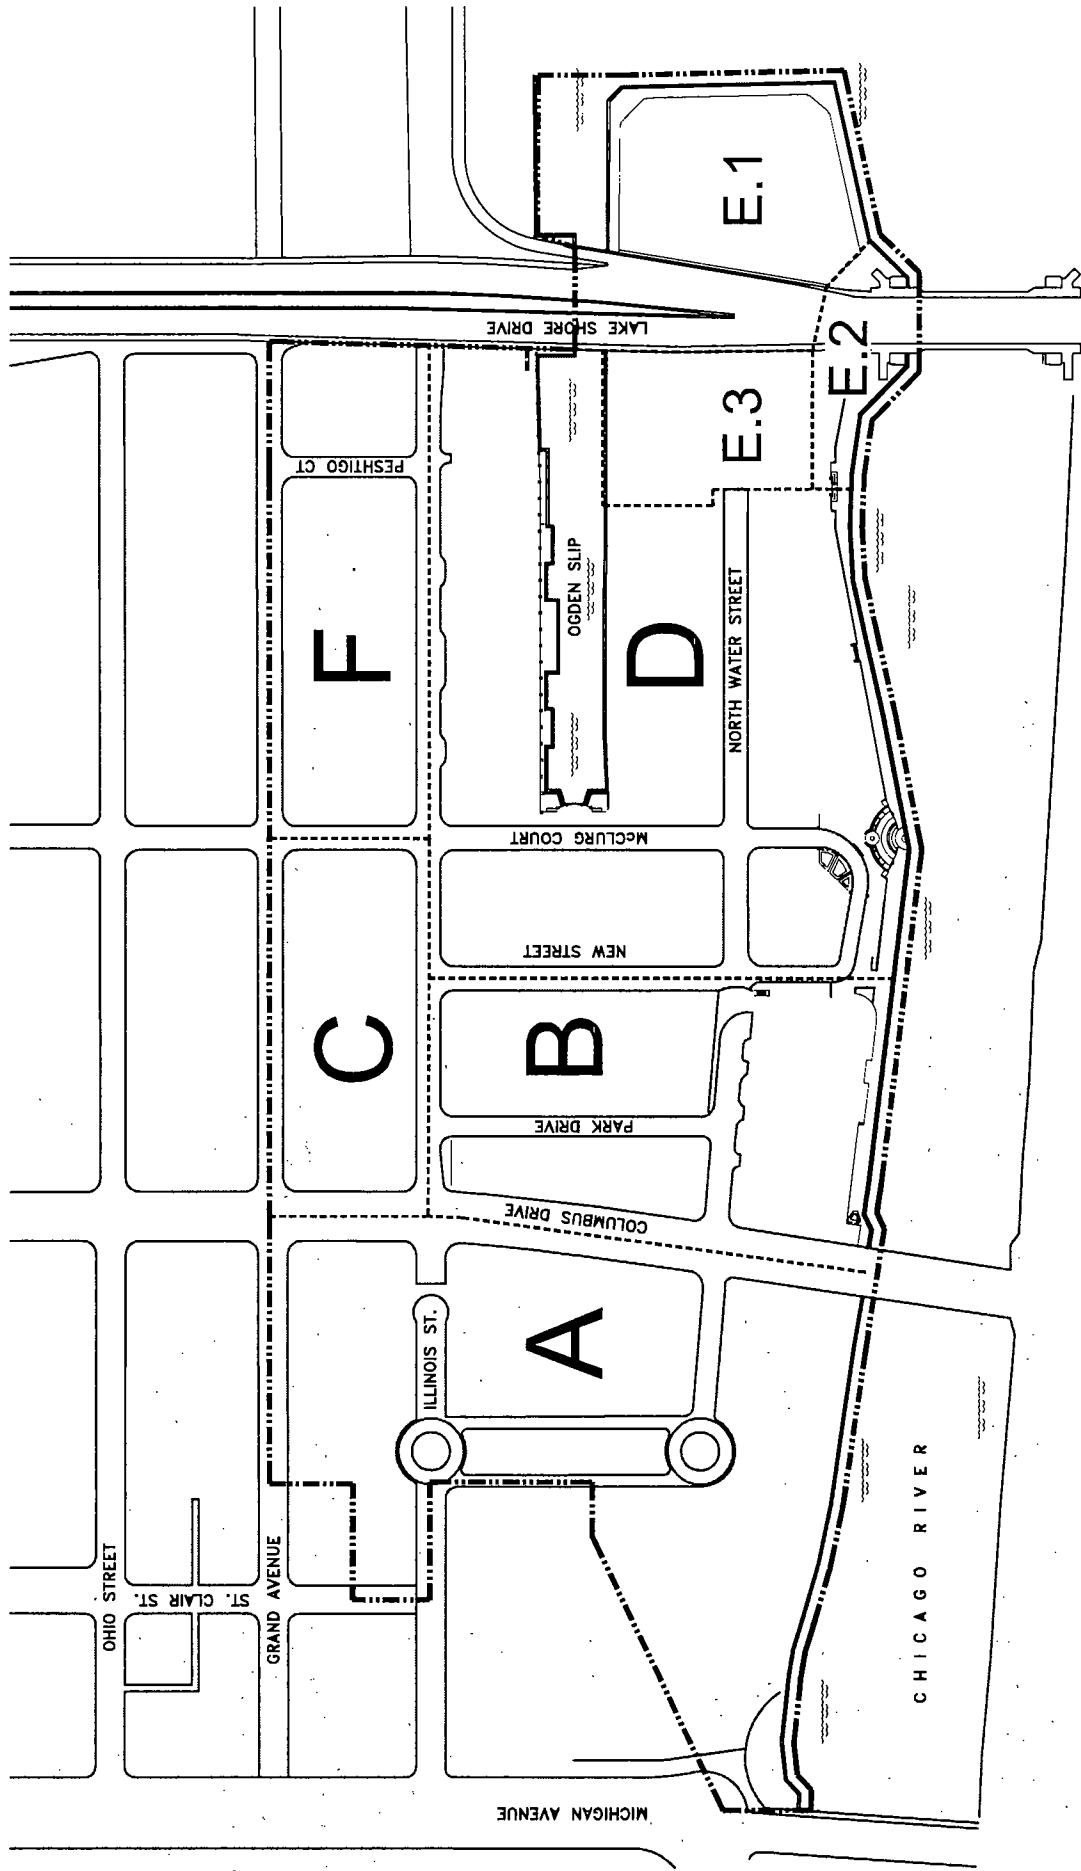 OHIO STREET
ST. CLAIR ST.
GRAND AVENUE
MICHIGAN AVENUE
ILLINOIS ST.
A
CHICAGO RIVER
COLUMBUS DRIVE
PARK DRIVE
B
C
NEW STREET
McCLURG COURT
F
PESHTIGO CT
OGDEN SLIP
D
NORTH WATER STREET
LAKE SHORE DRIVE
E.3
E.2
E.1